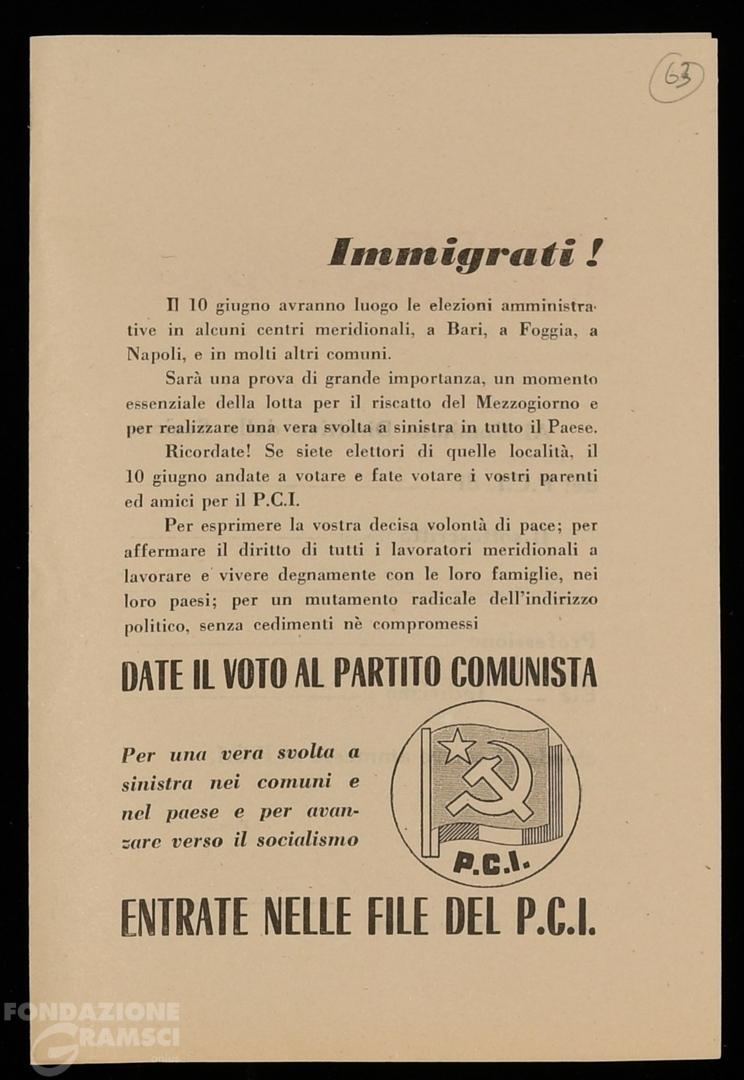 63
Immigrati !
Il 10 giugno avranno luogo le elezioni amministra-
tive in alcuni centri meridionali, a Bari, a Foggia, a
Napoli, e in molti altri comuni.
Sarà una prova di grande importanza, un momento
essenziale della lotta per il riscatto del Mezzogiorno e
per realizzare una vera svolta a sinistra in tutto il Paese.
Ricordate! Se siete elettori di quelle località, il
10 giugno andate a votare e fate votare i vostri parenti
ed amici per il P.C.I.
Per esprimere la vostra decisa volontà di pace; per
affermare il diritto di tutti i lavoratori meridionali a
lavorare e vivere degnamente con le loro famiglie, nei
loro paesi; per un mutamento radicale dell'indirizzo
politico, senza cedimenti nè compromessi
DATE IL VOTO AL PARTITO COMUNISTA
Per una vera svolta a
sinistra nei comuni e
nel paese e per avan-
zare verso il socialismo
P.C.I.
ENTRATE NELLE FILE DEL P.C.I.
FONDAZIONE
GRAMSCI
onlus